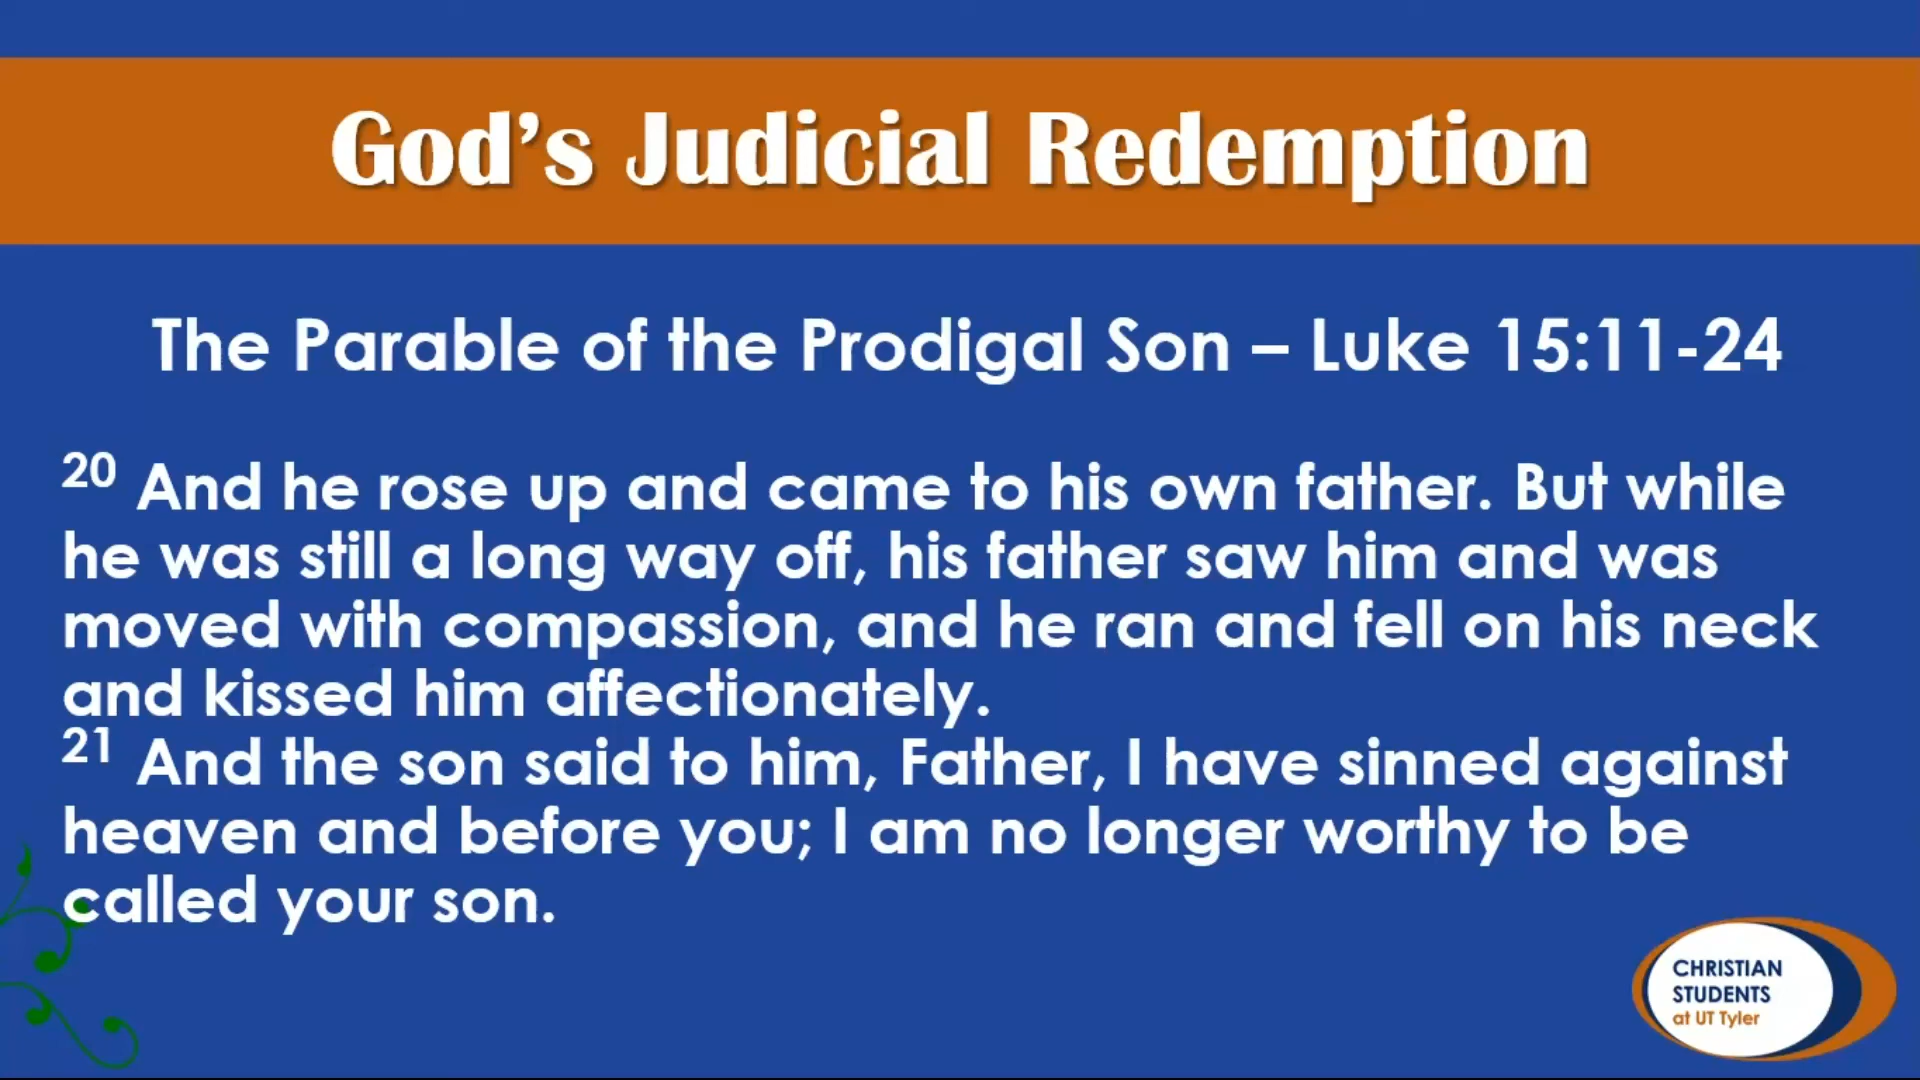 God’s Judicial Redemption
The Parable of the Prodigal Son – Luke 15:11-24
20 And he rose up and came to his own father. But while
he was still a long way off, his father saw him and was
moved with compassion, and he ran and fell on his neck
and kissed him affectionately.
21 And the son said to him, Father, I have sinned against
heaven and before you; I am no longer worthy to be
called your son.
CHRISTIAN
STUDENTS
at UT Tyler